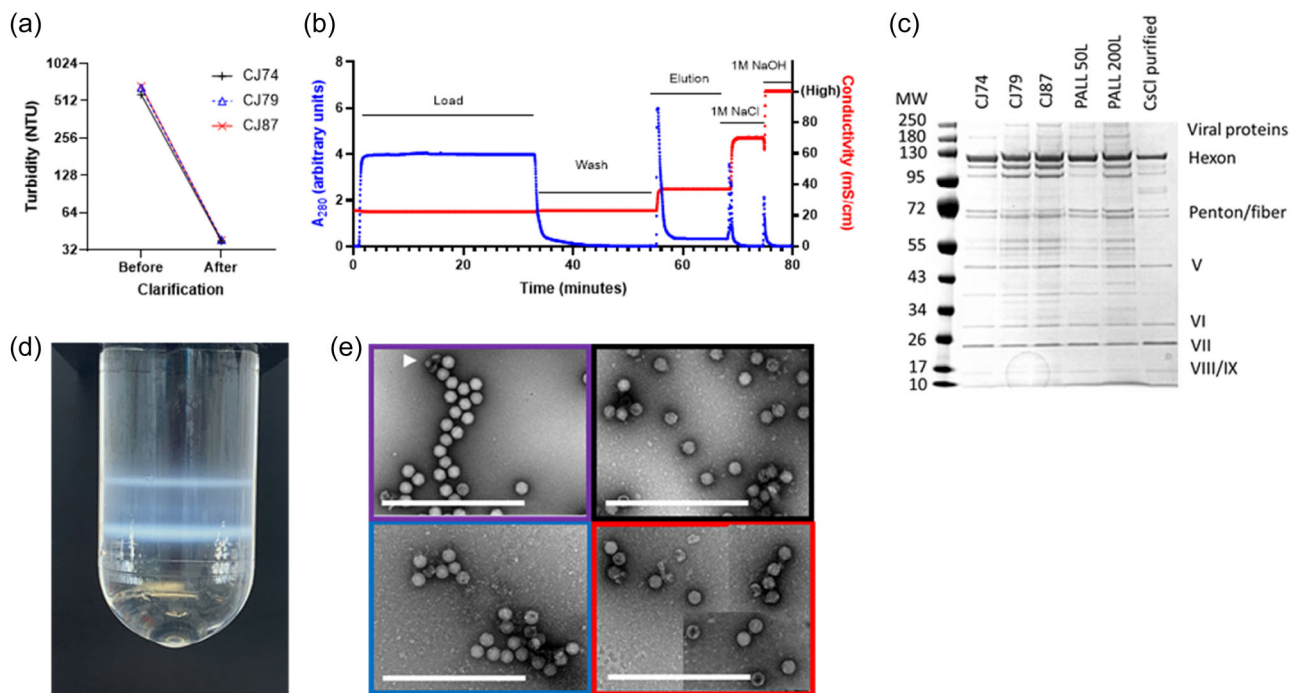 (a)
1024
512
256
128
64
32
Turbidity (NTU)
Before
After
Clarification
CJ74
CJ79
CJ87
(b)
8
6
4
2
0
A280 (arbitrary units)
Load
Wash
Elution
1M NaCl
1M NaOH
(High)
80
60
40
20
0
Conductivity (mS/cm)
0
20
40
60
80
Time (minutes)
(c)
MW
CJ74
CJ79
CJ87
PALL 50L
PALL 200L
CsCl purified
250
180
130
95
72
55
43
34
26
17
10
Viral proteins
Hexon
Penton/fiber
V
VI
VII
VIII/IX
(d)
(e)